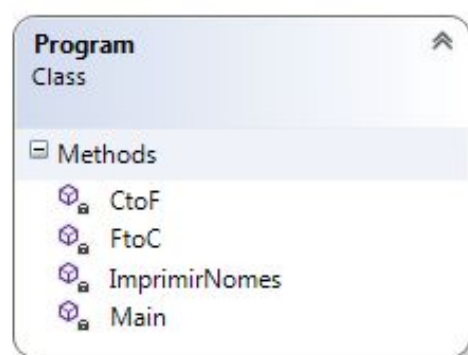 Program
Class
Methods
CtoF
FtoC
ImprimirNomes
Main